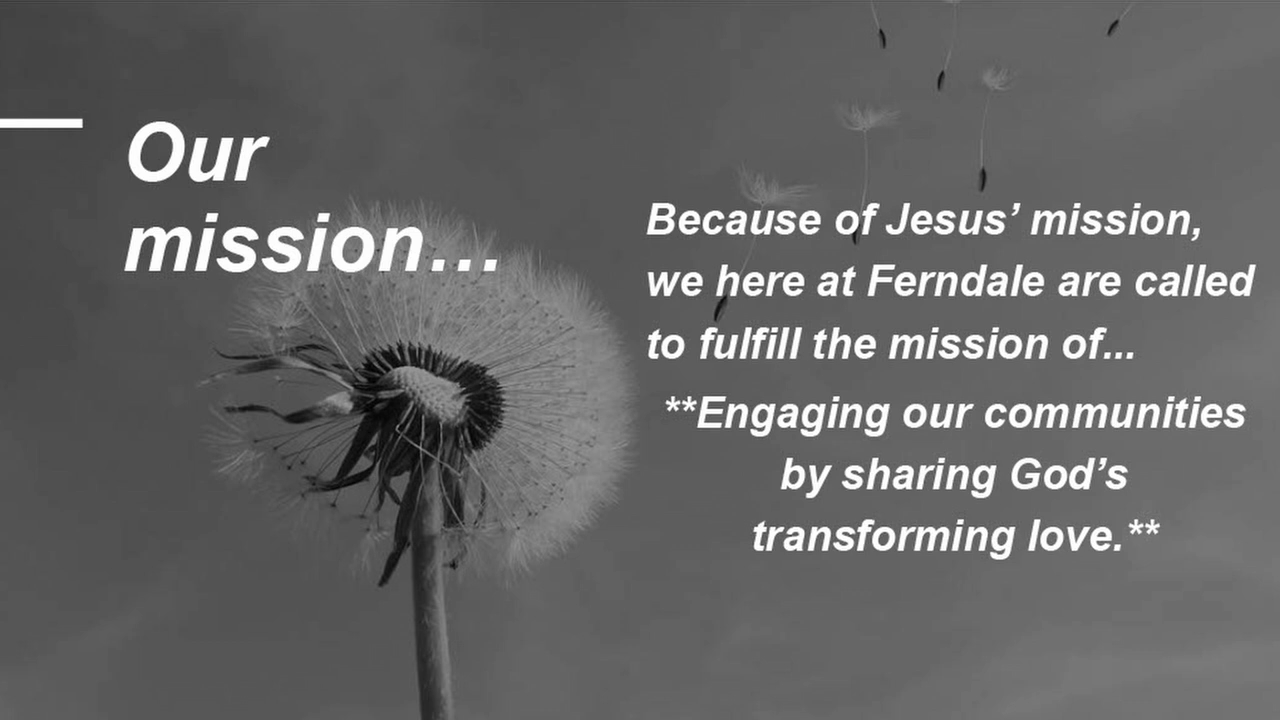 Our
mission…
Because of Jesus’ mission,
we here at Ferndale are called
to fulfill the mission of...
**Engaging our communities
by sharing God’s
transforming love.**